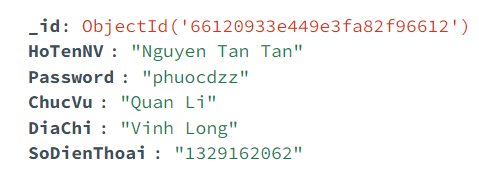 _id: ObjectId('66120933e449e3fa82f96612')
HoTenNV : "Nguyen Tan Tan"
Password : "phuocdzz"
ChucVu : "Quan Li"
DiaChi : "Vinh Long"
SoDienThoai : "1329162062"